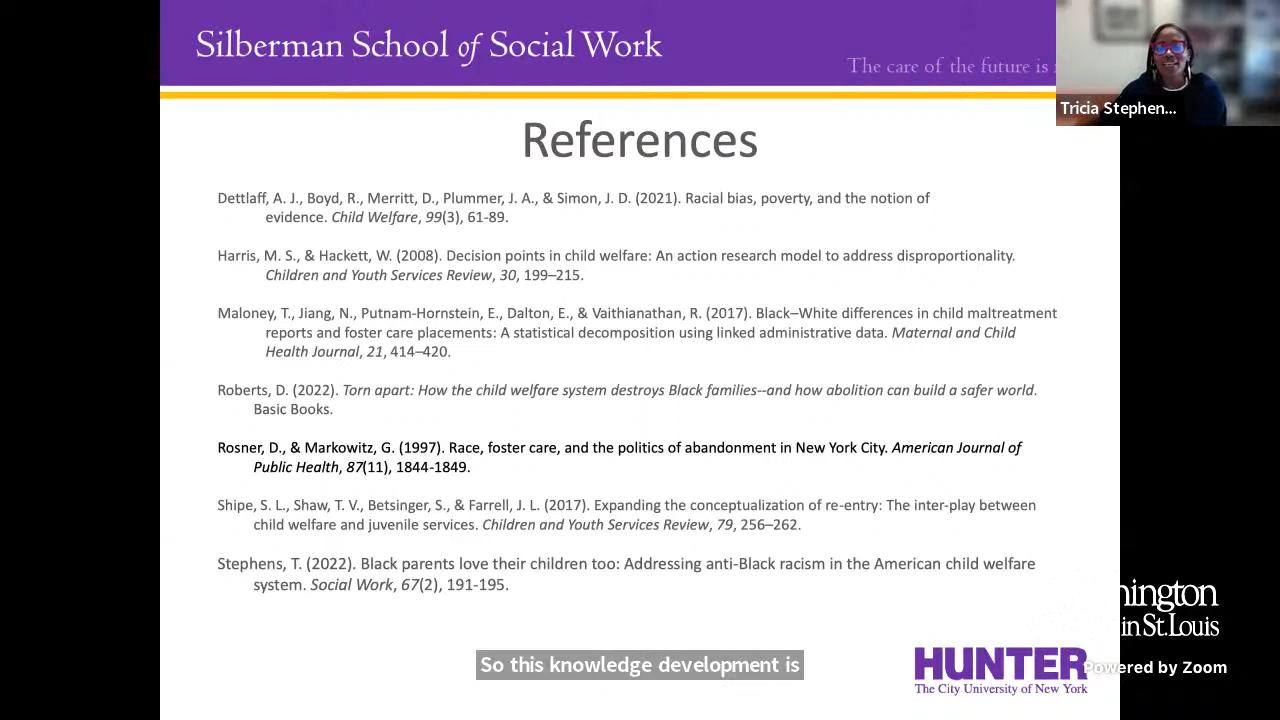 Silberman School of Social Work
The care of the future is
Tricia Stephen...
References
Dettlaff, A. J., Boyd, R., Merritt, D., Plummer, J. A., & Simon, J. D. (2021). Racial bias, poverty, and the notion of
evidence. Child Welfare, 99(3), 61-89.
Harris, M. S., & Hackett, W. (2008). Decision points in child welfare: An action research model to address disproportionality.
Children and Youth Services Review, 30, 199–215.
Maloney, T., Jiang, N., Putnam-Hornstein, E., Dalton, E., & Vaithianathan, R. (2017). Black–White differences in child maltreatment
reports and foster care placements: A statistical decomposition using linked administrative data. Maternal and Child
Health Journal, 21, 414–420.
Roberts, D. (2022). Torn apart: How the child welfare system destroys Black families--and how abolition can build a safer world.
Basic Books.
Rosner, D., & Markowitz, G. (1997). Race, foster care, and the politics of abandonment in New York City. American Journal of
Public Health, 87(11), 1844-1849.
Shipe, S. L., Shaw, T. V., Betsinger, S., & Farrell, J. L. (2017). Expanding the conceptualization of re-entry: The inter-play between
child welfare and juvenile services. Children and Youth Services Review, 79, 256–262.
Stephens, T. (2022). Black parents love their children too: Addressing anti-Black racism in the American child welfare
system. Social Work, 67(2), 191-195.
hington
in St. Louis
So this knowledge development is
HUNTER
Powered by Zoom
The City University of New York